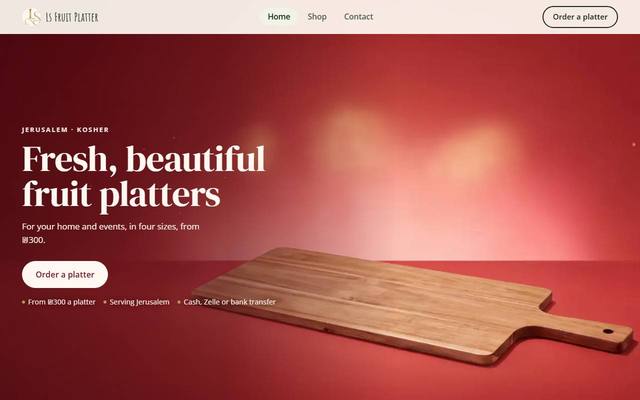 LS
LS FRUIT PLATTER
Home
Shop
Contact
Order a platter
JERUSALEM · KOSHER
Fresh, beautiful
fruit platters
For your home and events, in four sizes, from
₪300.
Order a platter
From ₪300 a platter
Serving Jerusalem
Cash, Zelle or bank transfer